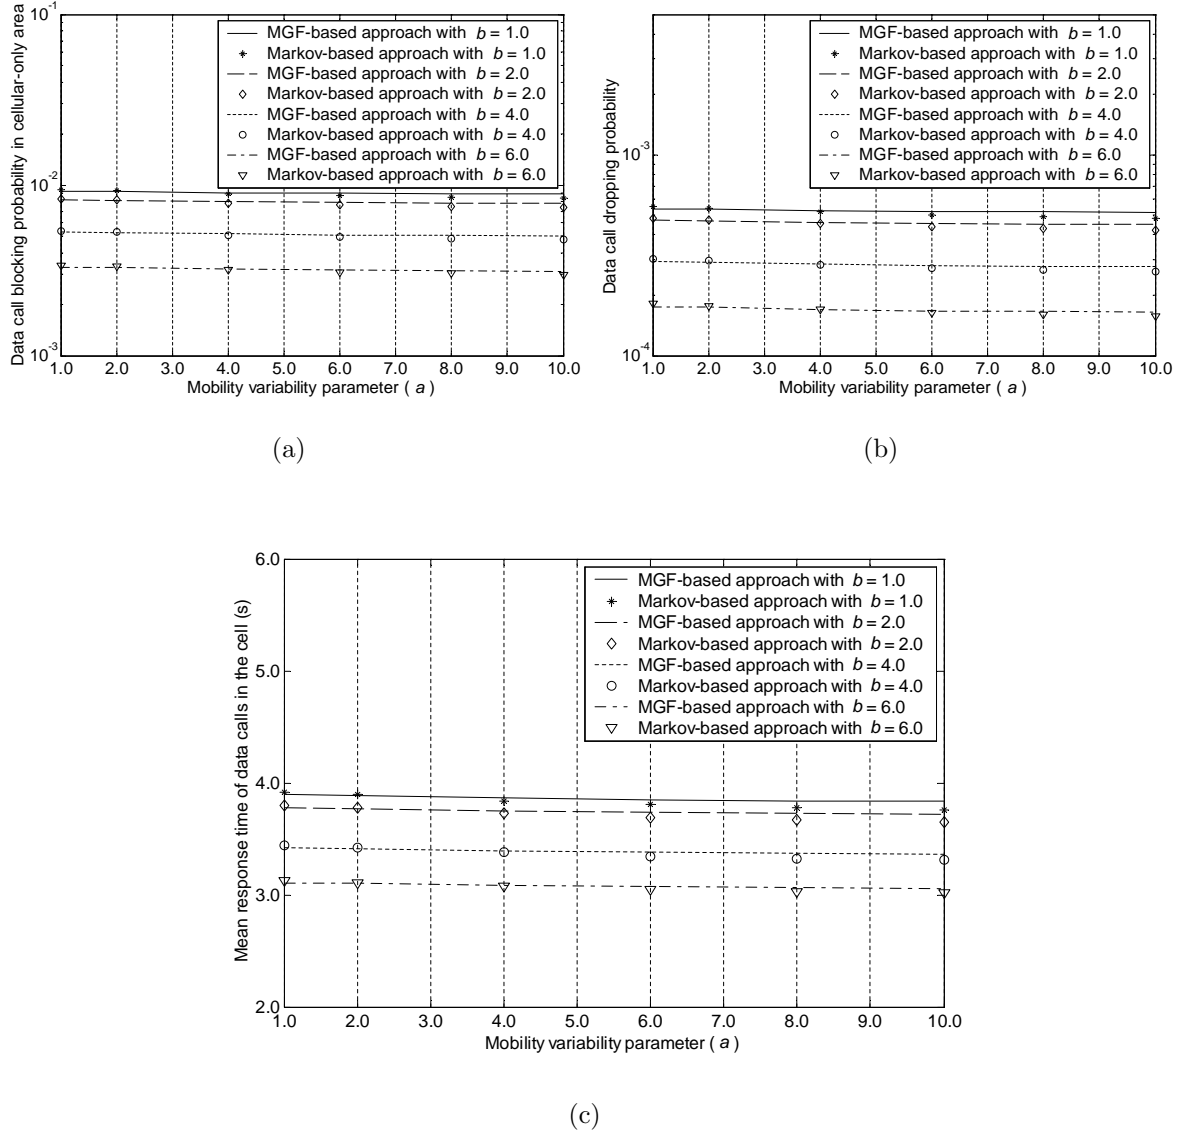 10^-1
10^-2
10^-3
Data call blocking probability in cellular-only area
MGF-based approach with b = 1.0
Markov-based approach with b = 1.0
MGF-based approach with b = 2.0
Markov-based approach with b = 2.0
MGF-based approach with b = 4.0
Markov-based approach with b = 4.0
MGF-based approach with b = 6.0
Markov-based approach with b = 6.0
1.0 2.0 3.0 4.0 5.0 6.0 7.0 8.0 9.0 10.0
Mobility variability parameter ( a )
(a)
10^-3
10^-4
Data call dropping probability
MGF-based approach with b = 1.0
Markov-based approach with b = 1.0
MGF-based approach with b = 2.0
Markov-based approach with b = 2.0
MGF-based approach with b = 4.0
Markov-based approach with b = 4.0
MGF-based approach with b = 6.0
Markov-based approach with b = 6.0
1.0 2.0 3.0 4.0 5.0 6.0 7.0 8.0 9.0 10.0
Mobility variability parameter ( a )
(b)
6.0
5.0
4.0
3.0
2.0
Mean response time of data calls in the cell (s)
MGF-based approach with b = 1.0
Markov-based approach with b = 1.0
MGF-based approach with b = 2.0
Markov-based approach with b = 2.0
MGF-based approach with b = 4.0
Markov-based approach with b = 4.0
MGF-based approach with b = 6.0
Markov-based approach with b = 6.0
1.0 2.0 3.0 4.0 5.0 6.0 7.0 8.0 9.0 10.0
Mobility variability parameter ( a )
(c)